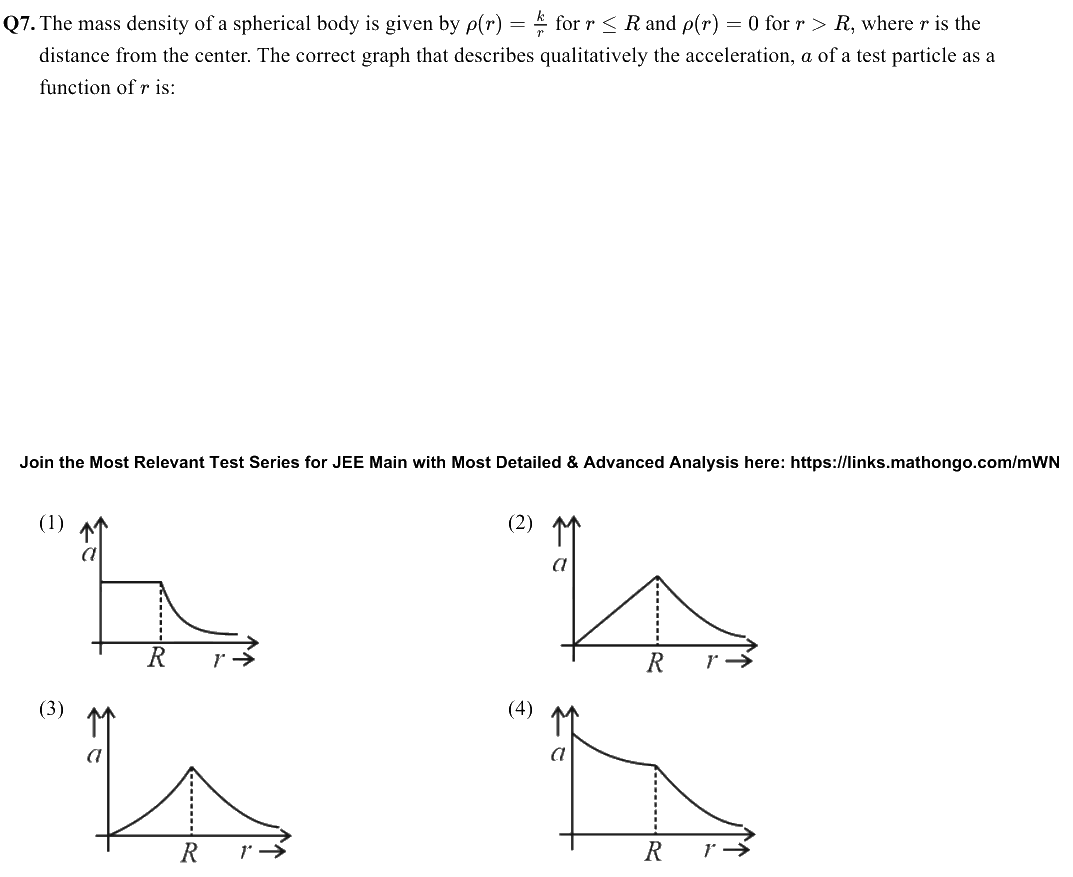 Q7. The mass density of a spherical body is given by ρ(r) = k/r for r ≤ R and ρ(r) = 0 for r > R, where r is the
distance from the center. The correct graph that describes qualitatively the acceleration, a of a test particle as a
function of r is:
Join the Most Relevant Test Series for JEE Main with Most Detailed & Advanced Analysis here: https://links.mathongo.com/mWN
(1)
a
R r →
(2)
a
R r →
(3)
a
R r →
(4)
a
R r →